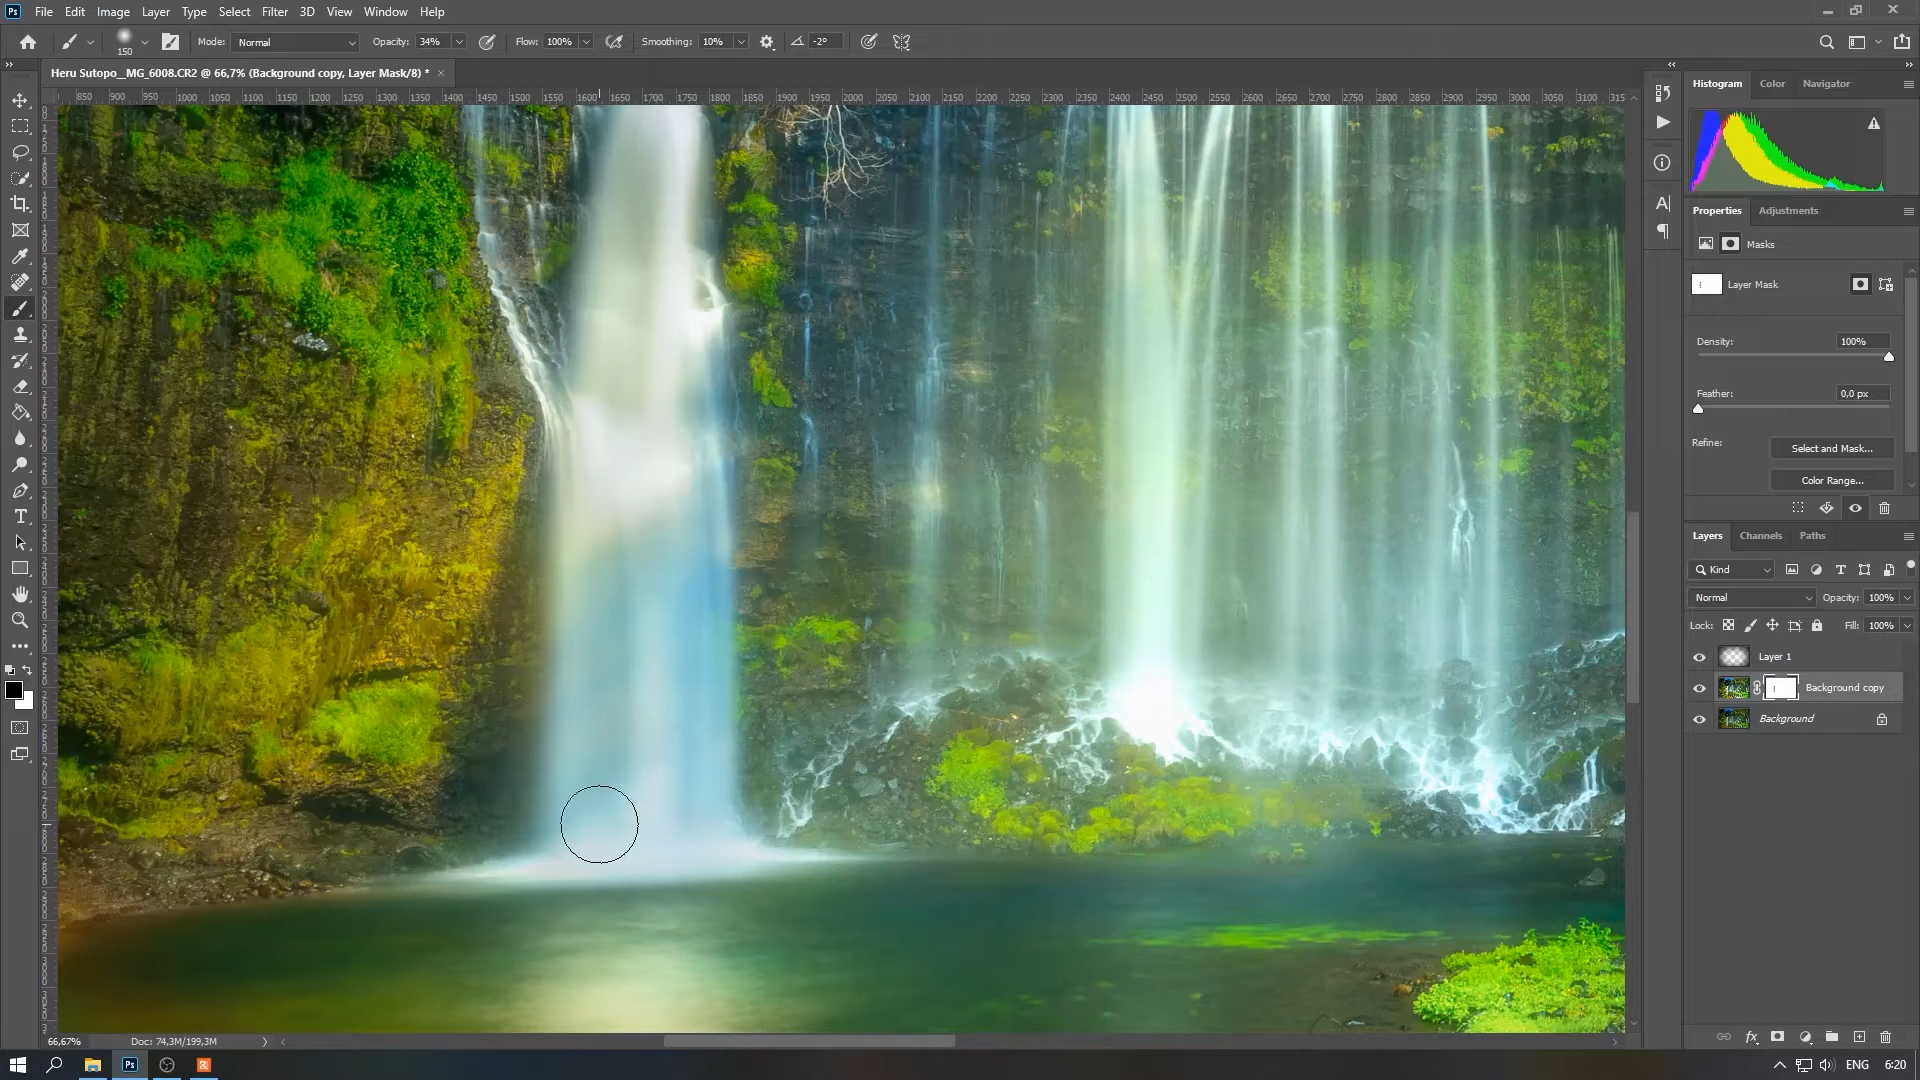 Ps File Edit Image Layer Type Select Filter 3D View Window Help
150 Mode: Normal Opacity: 34% Flow: 100% Smoothing: 10% -2°
Heru Sutopo__MG_6008.CR2 @ 66,7% (Background copy, Layer Mask/8) * ×
850 900 950 1000 1050 1100 1150 1200 1250 1300 1350 1400 1450 1500 1550 1600 1650 1700 1750 1800 1850 1900 1950 2000 2050 2100 2150 2200 2250 2300 2350 2400 2450 2500 2550 2600 2650 2700 2750 2800 2850 2900 2950 3000 3050 3100 315
Histogram Color Navigator
Properties Adjustments
Masks
Layer Mask
Density: 100%
Feather: 0,0 px
Refine:
Select and Mask...
Color Range...
Layers Channels Paths
Kind
Normal Opacity: 100%
Lock: Fill: 100%
Layer 1
Background copy
Background
66,67% Doc: 74,3M/199,3M
Ps ENG 6:20